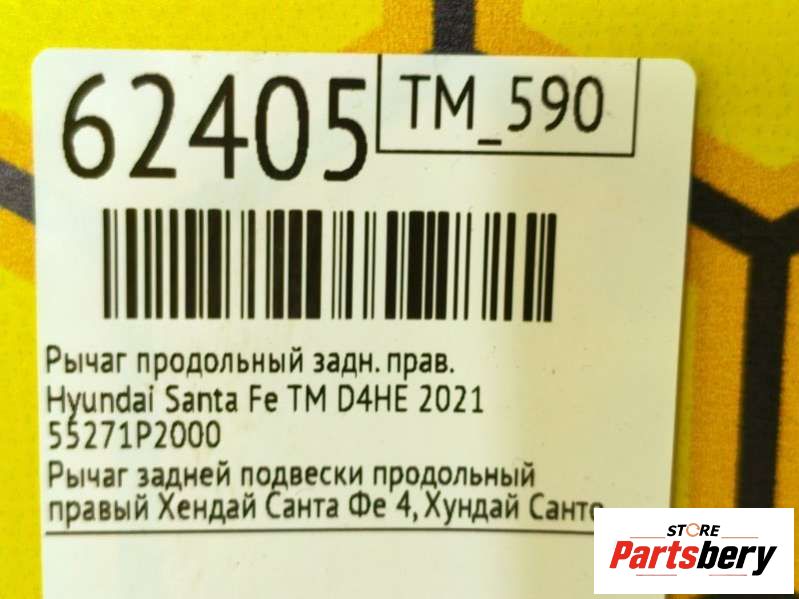 62405
TM_590
Рычаг продольный задн. прав.
Hyundai Santa Fe TM D4HE 2021
55271P2000
Рычаг задней подвески продольный
правый Хендай Санта Фе 4, Хундай Санто
STORE
Partsbery